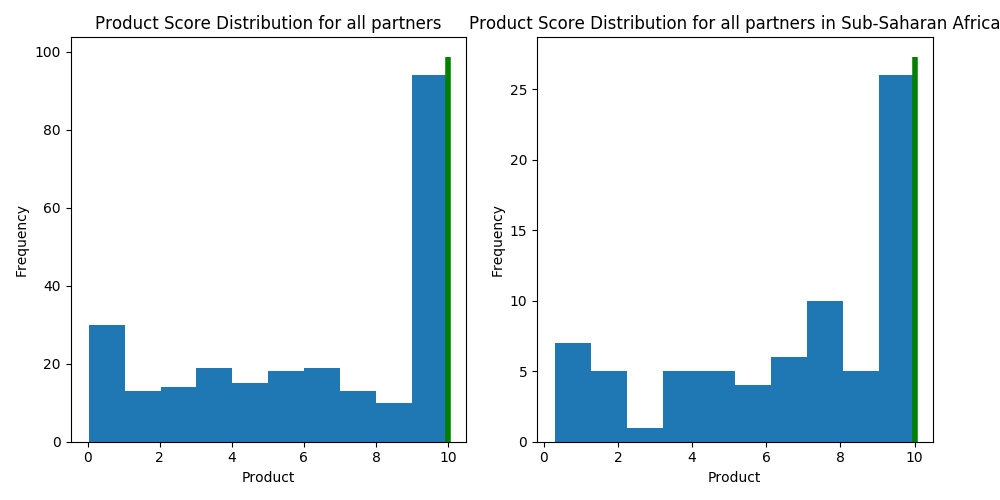 Product Score Distribution for all partners
Frequency
100
80
60
40
20
0
0 2 4 6 8 10
Product
Product Score Distribution for all partners in Sub-Saharan Africa
Frequency
25
20
15
10
5
0
0 2 4 6 8 10
Product